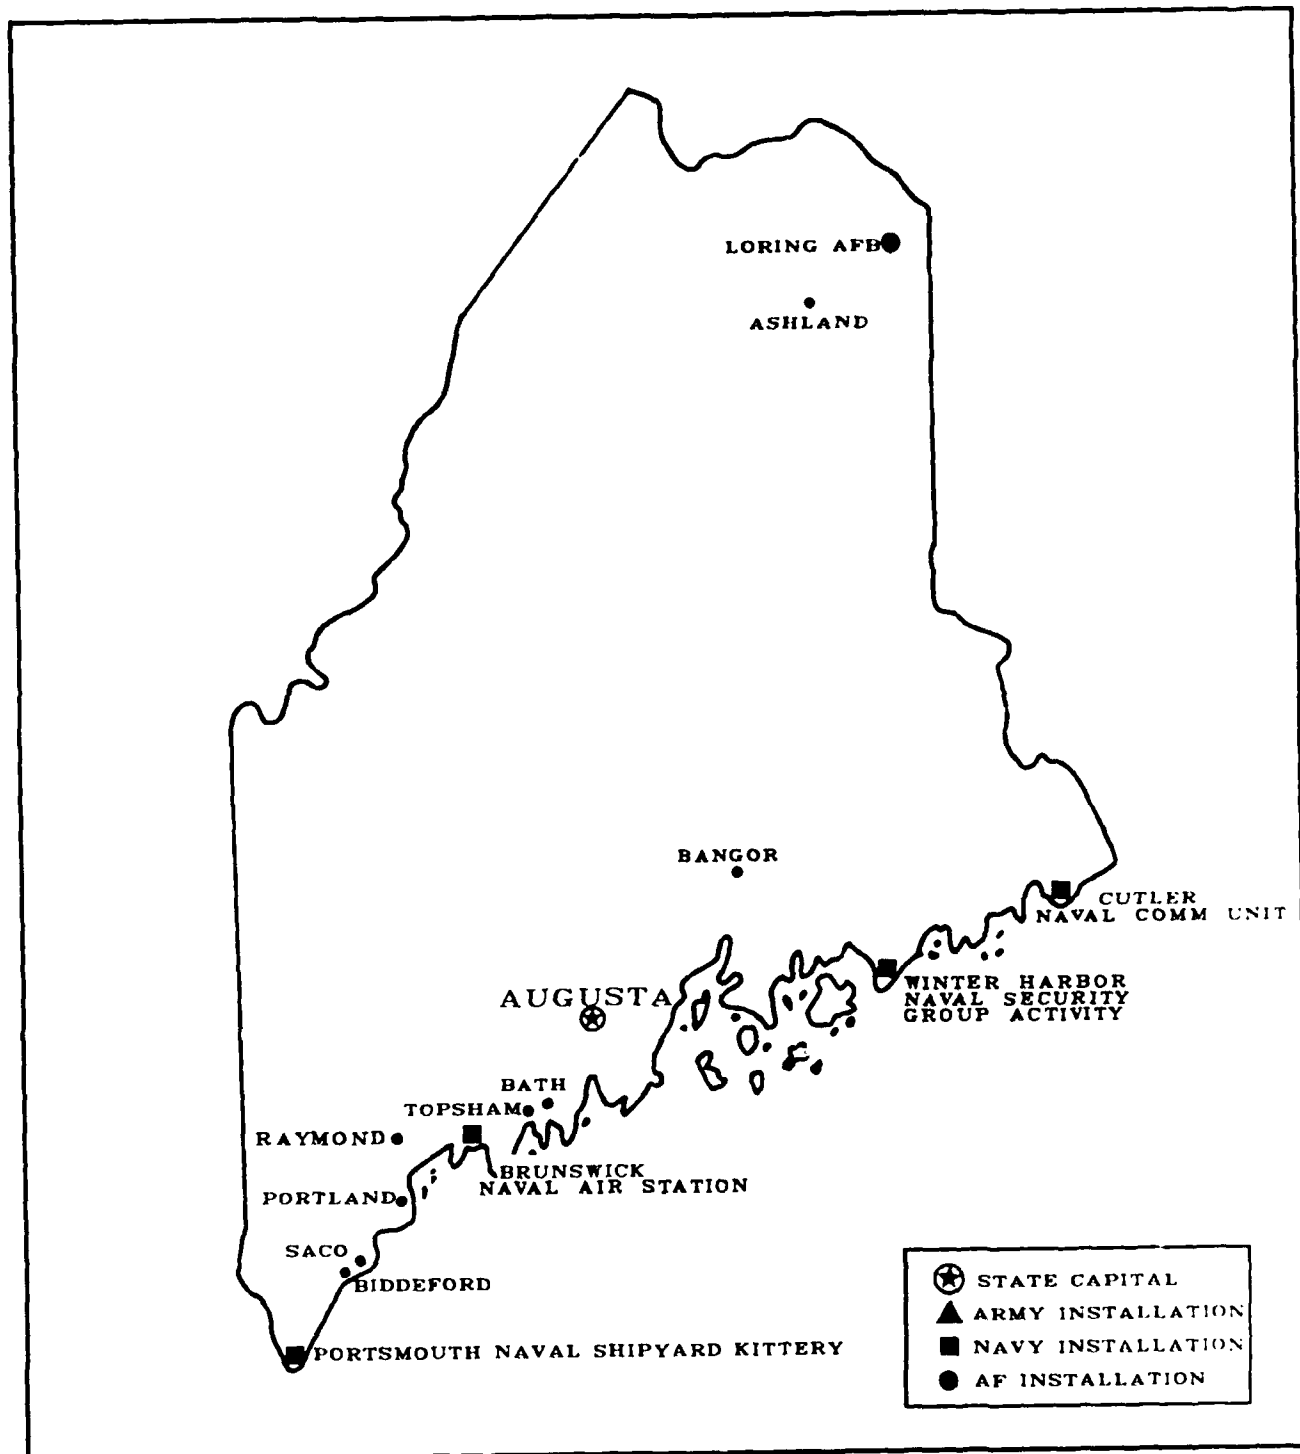 LORING AFB
ASHLAND
BANGOR
CUTLER
NAVAL COMM UNIT
WINTER HARBOR
NAVAL SECURITY
GROUP ACTIVITY
AUGUSTA
BATH
TOPSHAM
RAYMOND
BRUNSWICK
NAVAL AIR STATION
PORTLAND
SACO
BIDDEFORD
PORTSMOUTH NAVAL SHIPYARD KITTERY
STATE CAPITAL
ARMY INSTALLATION
NAVY INSTALLATION
AF INSTALLATION